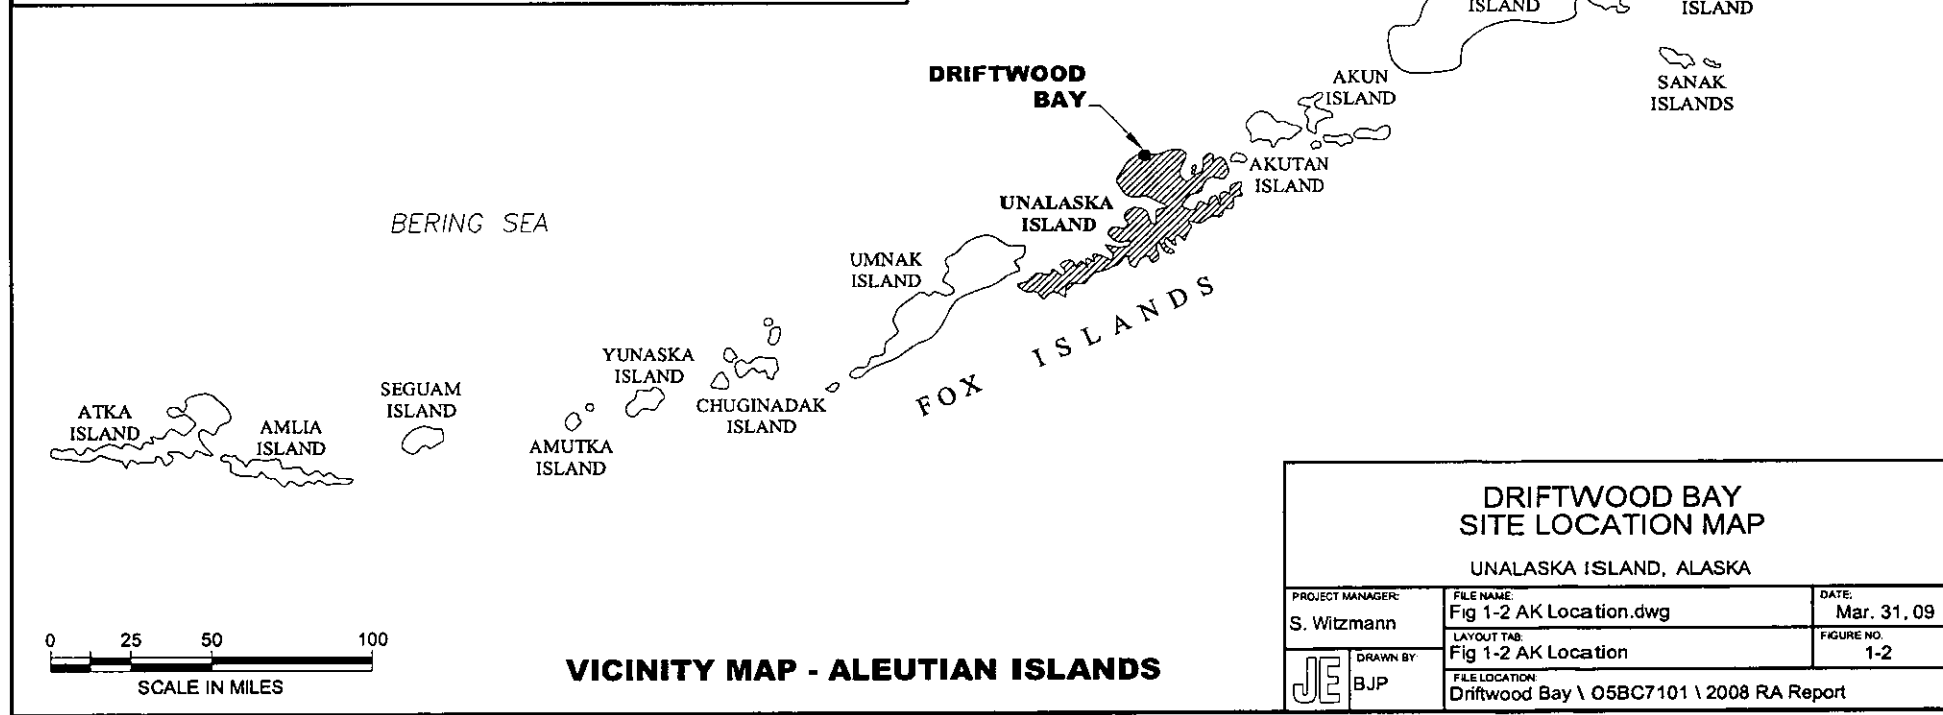 ISLAND
ISLAND
DRIFTWOOD
BAY
AKUN
ISLAND
SANAK
ISLANDS
AKUTAN
ISLAND
UNALASKA
ISLAND
BERING SEA
UMNAK
ISLAND
FOX ISLANDS
YUNASKA
ISLAND
SEGUAM
ISLAND
CHUGINADAK
ISLAND
ATKA
ISLAND
AMLIA
ISLAND
AMUTKA
ISLAND
0 25 50 100
SCALE IN MILES
VICINITY MAP - ALEUTIAN ISLANDS
DRIFTWOOD BAY
SITE LOCATION MAP
UNALASKA ISLAND, ALASKA
PROJECT MANAGER:
S. Witzmann
FILE NAME:
Fig 1-2 AK Location.dwg
DATE:
Mar. 31, 09
LAYOUT TAB:
Fig 1-2 AK Location
FIGURE NO.
1-2
JE
DRAWN BY:
BJP
FILE LOCATION:
Driftwood Bay \ 05BC7101 \ 2008 RA Report